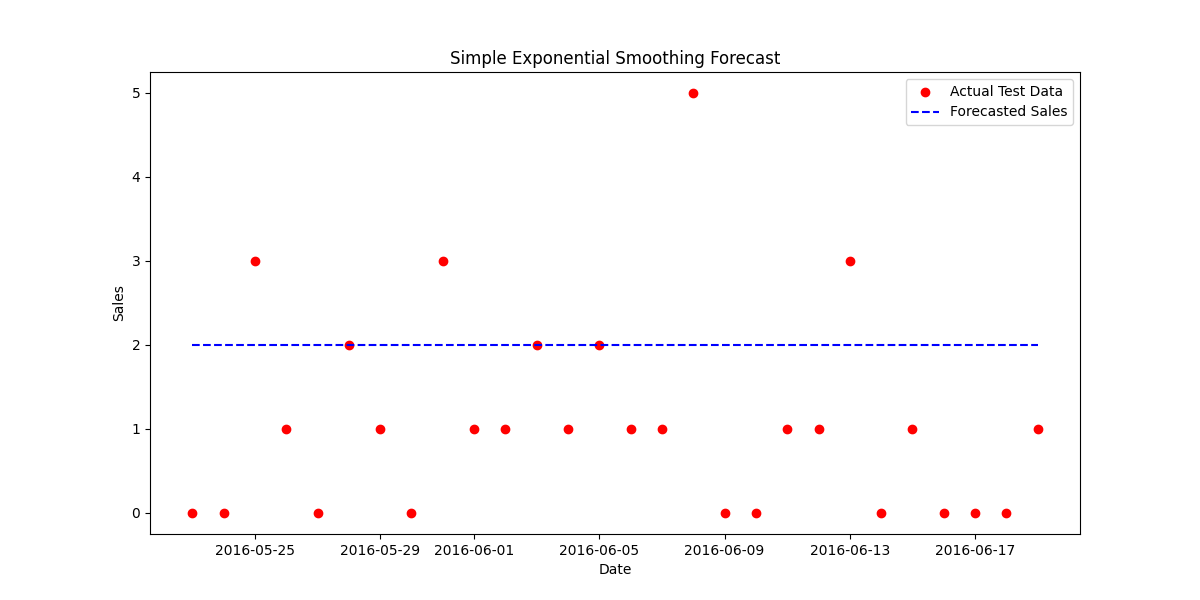 Simple Exponential Smoothing Forecast
Actual Test Data
Forecasted Sales
5
4
3
2
1
0
Sales
2016-05-25 2016-05-29 2016-06-01 2016-06-05 2016-06-09 2016-06-13 2016-06-17
Date